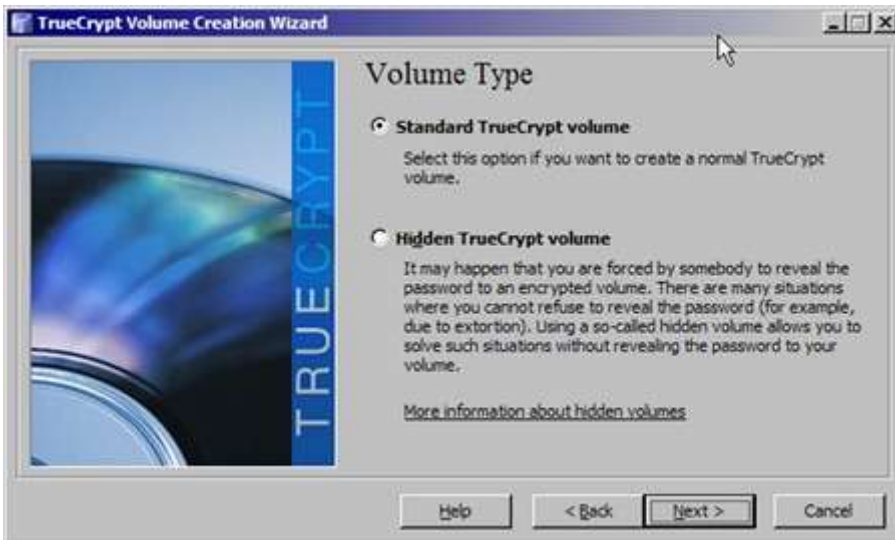 TrueCrypt Volume Creation Wizard
TRUECRYPT
Volume Type
Standard TrueCrypt volume
Select this option if you want to create a normal TrueCrypt
volume.
Hidden TrueCrypt volume
It may happen that you are forced by somebody to reveal the
password to an encrypted volume. There are many situations
where you cannot refuse to reveal the password (for example,
due to extortion). Using a so-called hidden volume allows you to
solve such situations without revealing the password to your
volume.
More information about hidden volumes
Help
< Back
Next >
Cancel